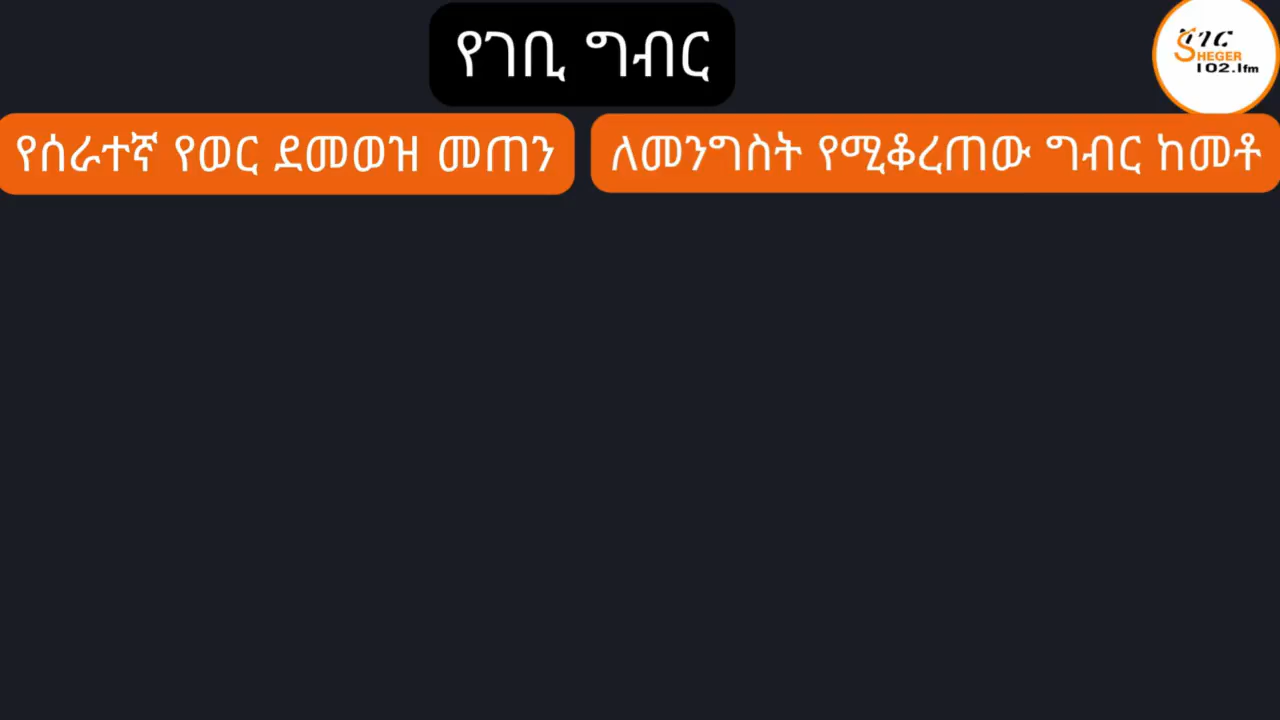 የገቢ ግብር
ሸገር
SHEGER
102.1fm
የሰራተኛ የወር ደመወዝ መጠን
ለመንግስት የሚቆረጠው ግብር ከመቶ